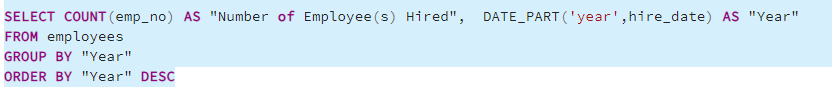 SELECT COUNT(emp_no) AS "Number of Employee(s) Hired",  DATE_PART('year',hire_date) AS "Year"
FROM employees
GROUP BY "Year"
ORDER BY "Year" DESC